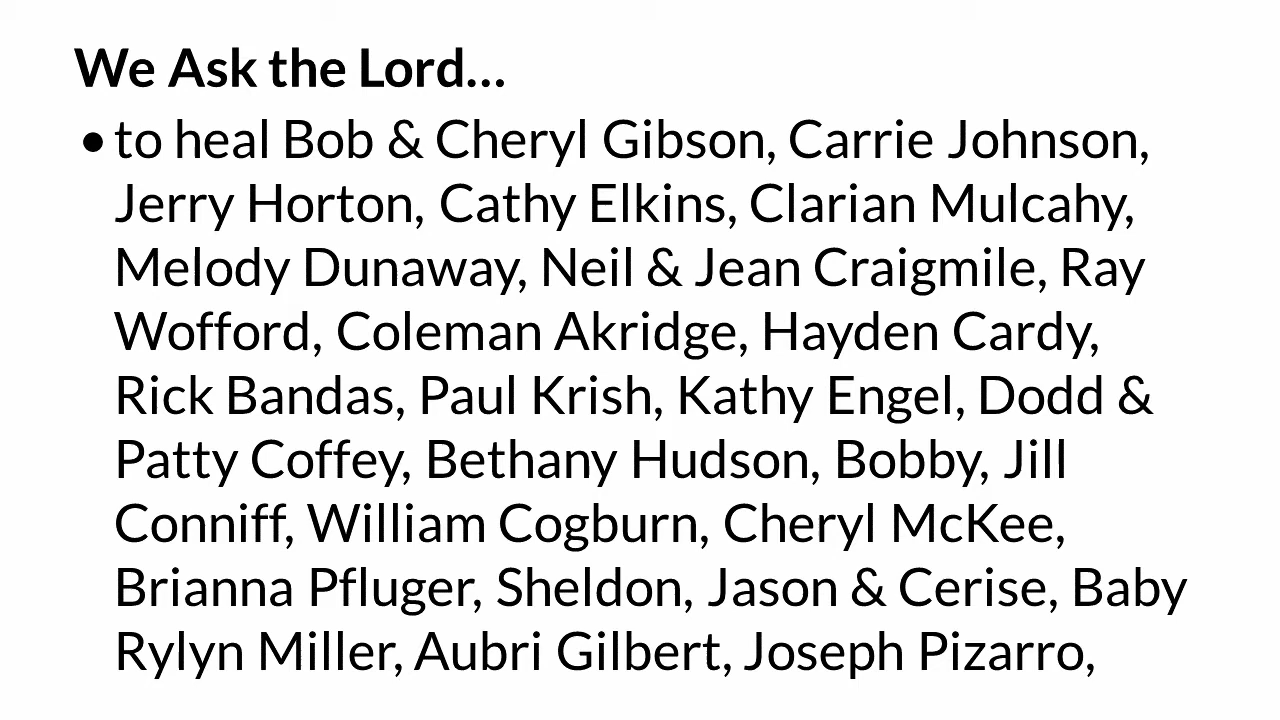 We Ask the Lord…
• to heal Bob & Cheryl Gibson, Carrie Johnson,
Jerry Horton, Cathy Elkins, Clarian Mulcahy,
Melody Dunaway, Neil & Jean Craigmile, Ray
Wofford, Coleman Akridge, Hayden Cardy,
Rick Bandas, Paul Krish, Kathy Engel, Dodd &
Patty Coffey, Bethany Hudson, Bobby, Jill
Conniff, William Cogburn, Cheryl McKee,
Brianna Pfluger, Sheldon, Jason & Cerise, Baby
Rylyn Miller, Aubri Gilbert, Joseph Pizarro,